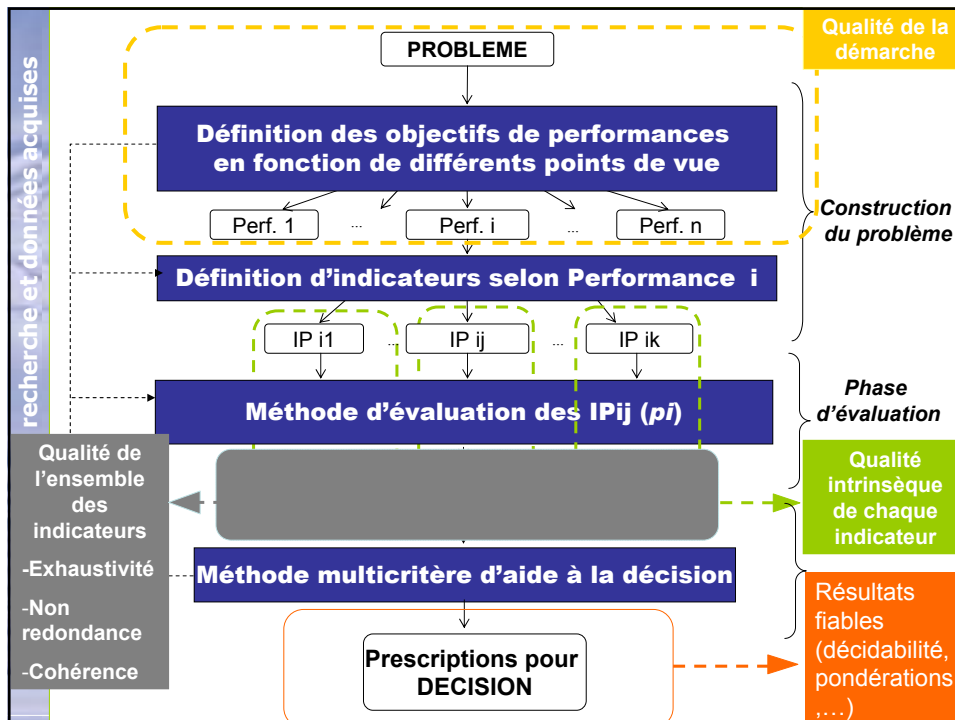 recherche et données acquises
Qualité de la
démarche
PROBLEME
Définition des objectifs de performances
en fonction de différents points de vue
Perf. 1
...
Perf. i
...
Perf. n
Construction
du problème
Définition d’indicateurs selon Performance i
IP i1
...
IP ij
...
IP ik
Méthode d’évaluation des IPij (pi)
Phase
d’évaluation
Qualité de
l’ensemble
des
indicateurs
-Exhaustivité
-Non
redondance
-Cohérence
Qualité
intrinsèque
de chaque
indicateur
Méthode multicritère d’aide à la décision
Prescriptions pour
DECISION
Résultats
fiables
(décidabilité,
pondérations
,…)